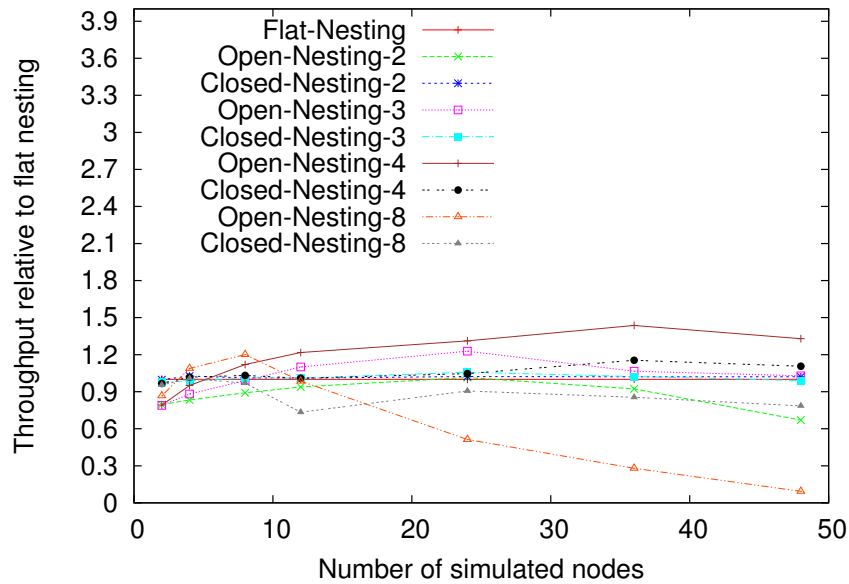 Throughput relative to flat nesting
3.9
3.6
3.3
3
2.7
2.4
2.1
1.8
1.5
1.2
0.9
0.6
0.3
0
Flat-Nesting
Open-Nesting-2
Closed-Nesting-2
Open-Nesting-3
Closed-Nesting-3
Open-Nesting-4
Closed-Nesting-4
Open-Nesting-8
Closed-Nesting-8
0 10 20 30 40 50
Number of simulated nodes